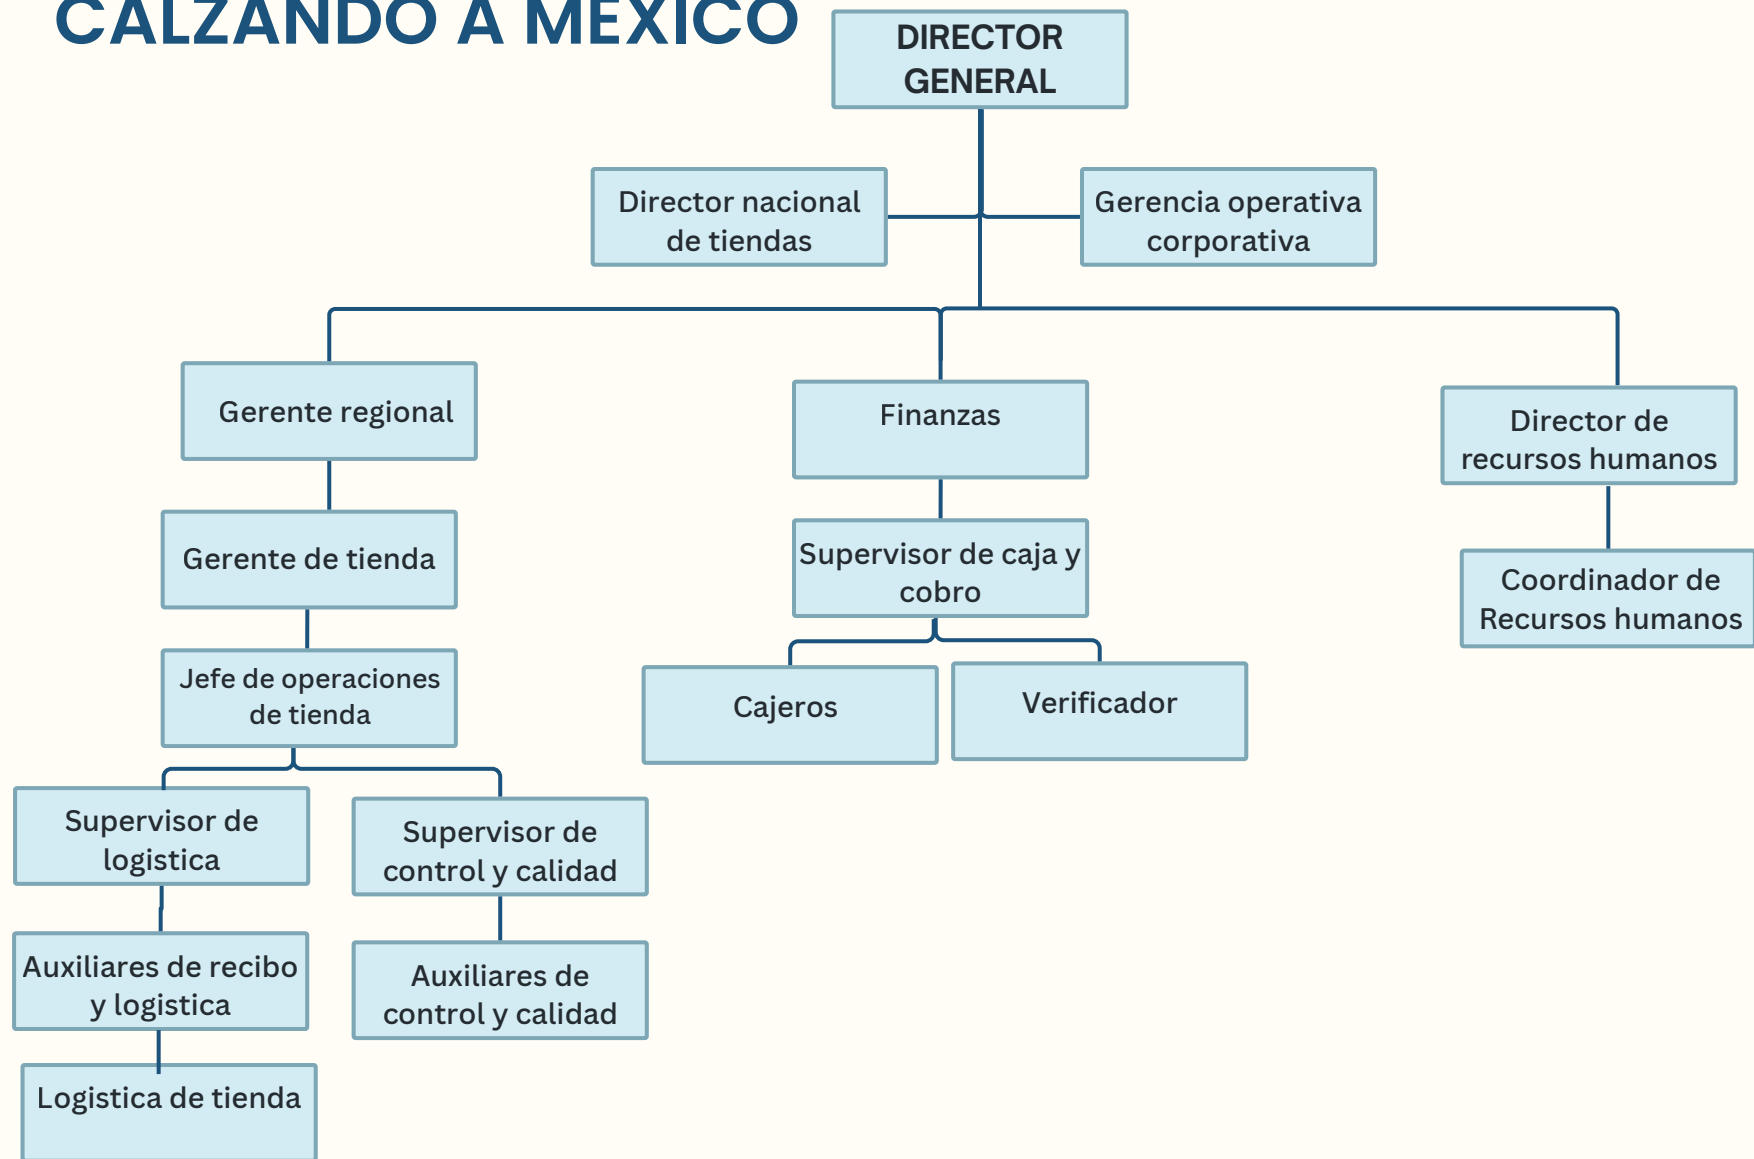 CALZANDO A MEXICO
DIRECTOR
GENERAL
Director nacional
de tiendas
Gerencia operativa
corporativa
Gerente regional
Finanzas
Director de
recursos humanos
Gerente de tienda
Supervisor de caja y
cobro
Coordinador de
Recursos humanos
Jefe de operaciones
de tienda
Cajeros
Verificador
Supervisor de
logistica
Supervisor de
control y calidad
Auxiliares de recibo
y logistica
Auxiliares de
control y calidad
Logistica de tienda